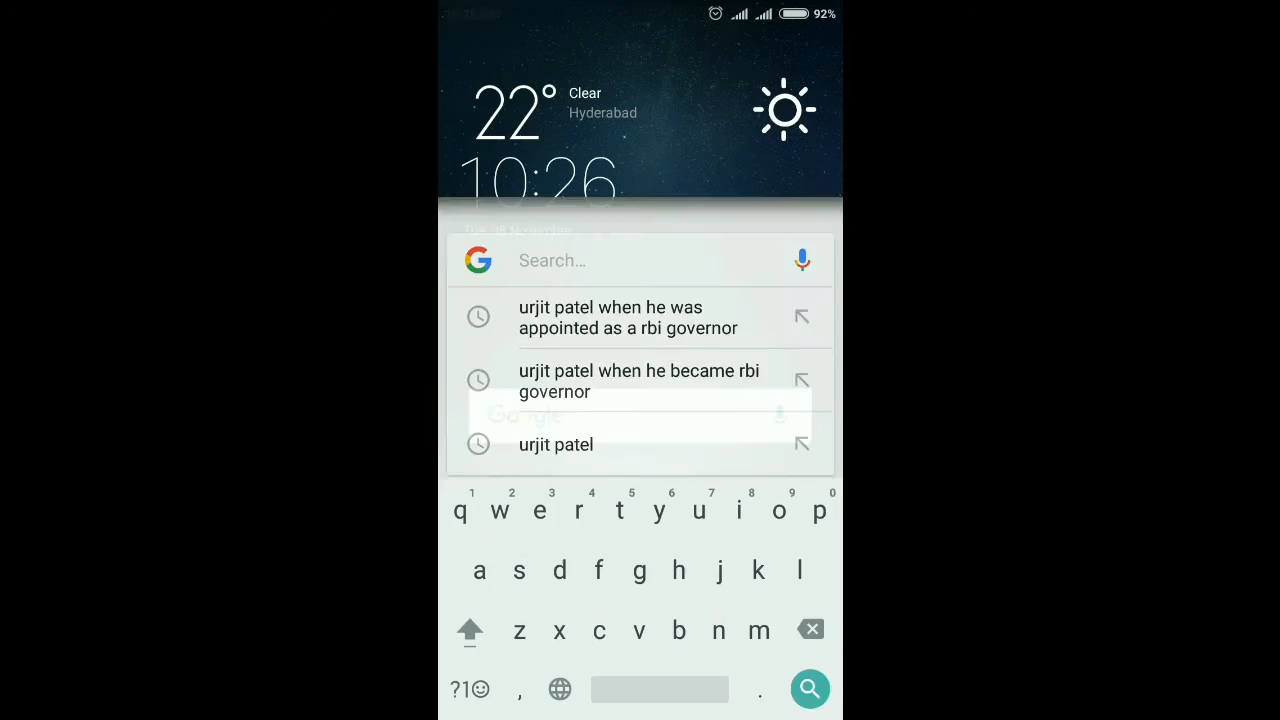 92%
22° Clear
Hyderabad
10:26
Search...
urjit patel when he was
appointed as a rbi governor
urjit patel when he became rbi
governor
Google
urjit patel
1 2 3 4 5 6 7 8 9 0
q w e r t y u i o p
a s d f g h j k l
z x c v b n m
?1☺ , .